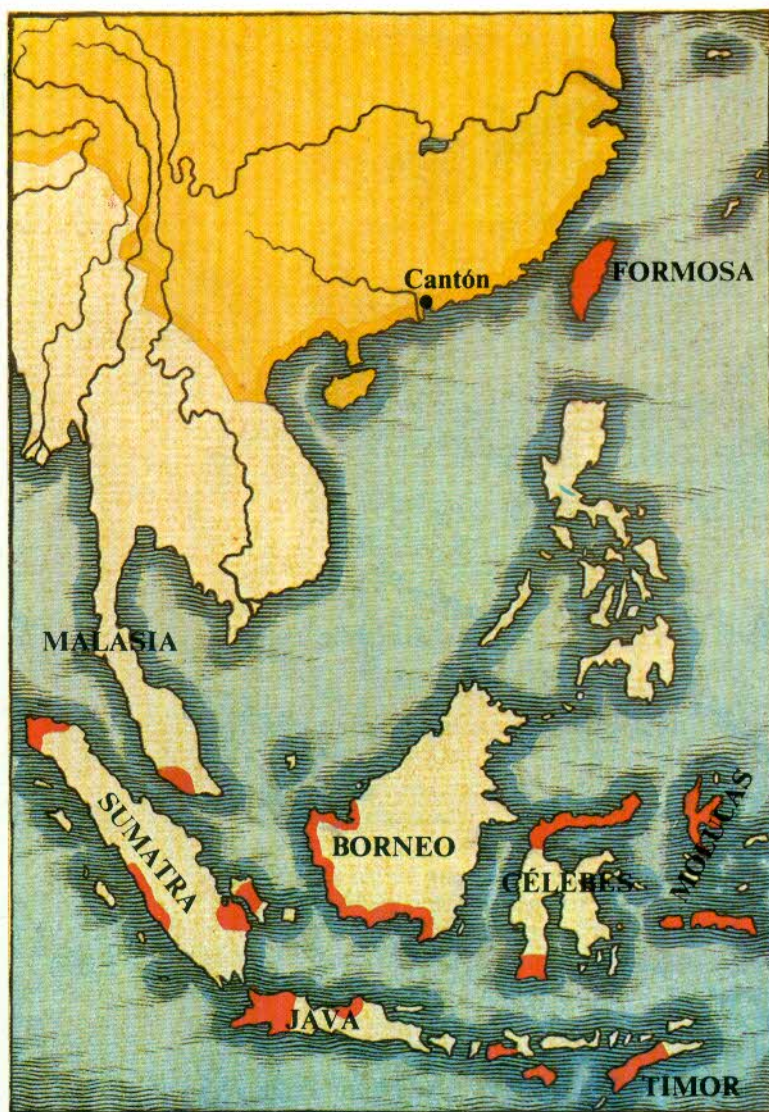 Cantón
FORMOSA
MALASIA
SUMATRA
BORNEO
CÉLEBES
MOLUCAS
JAVA
TIMOR